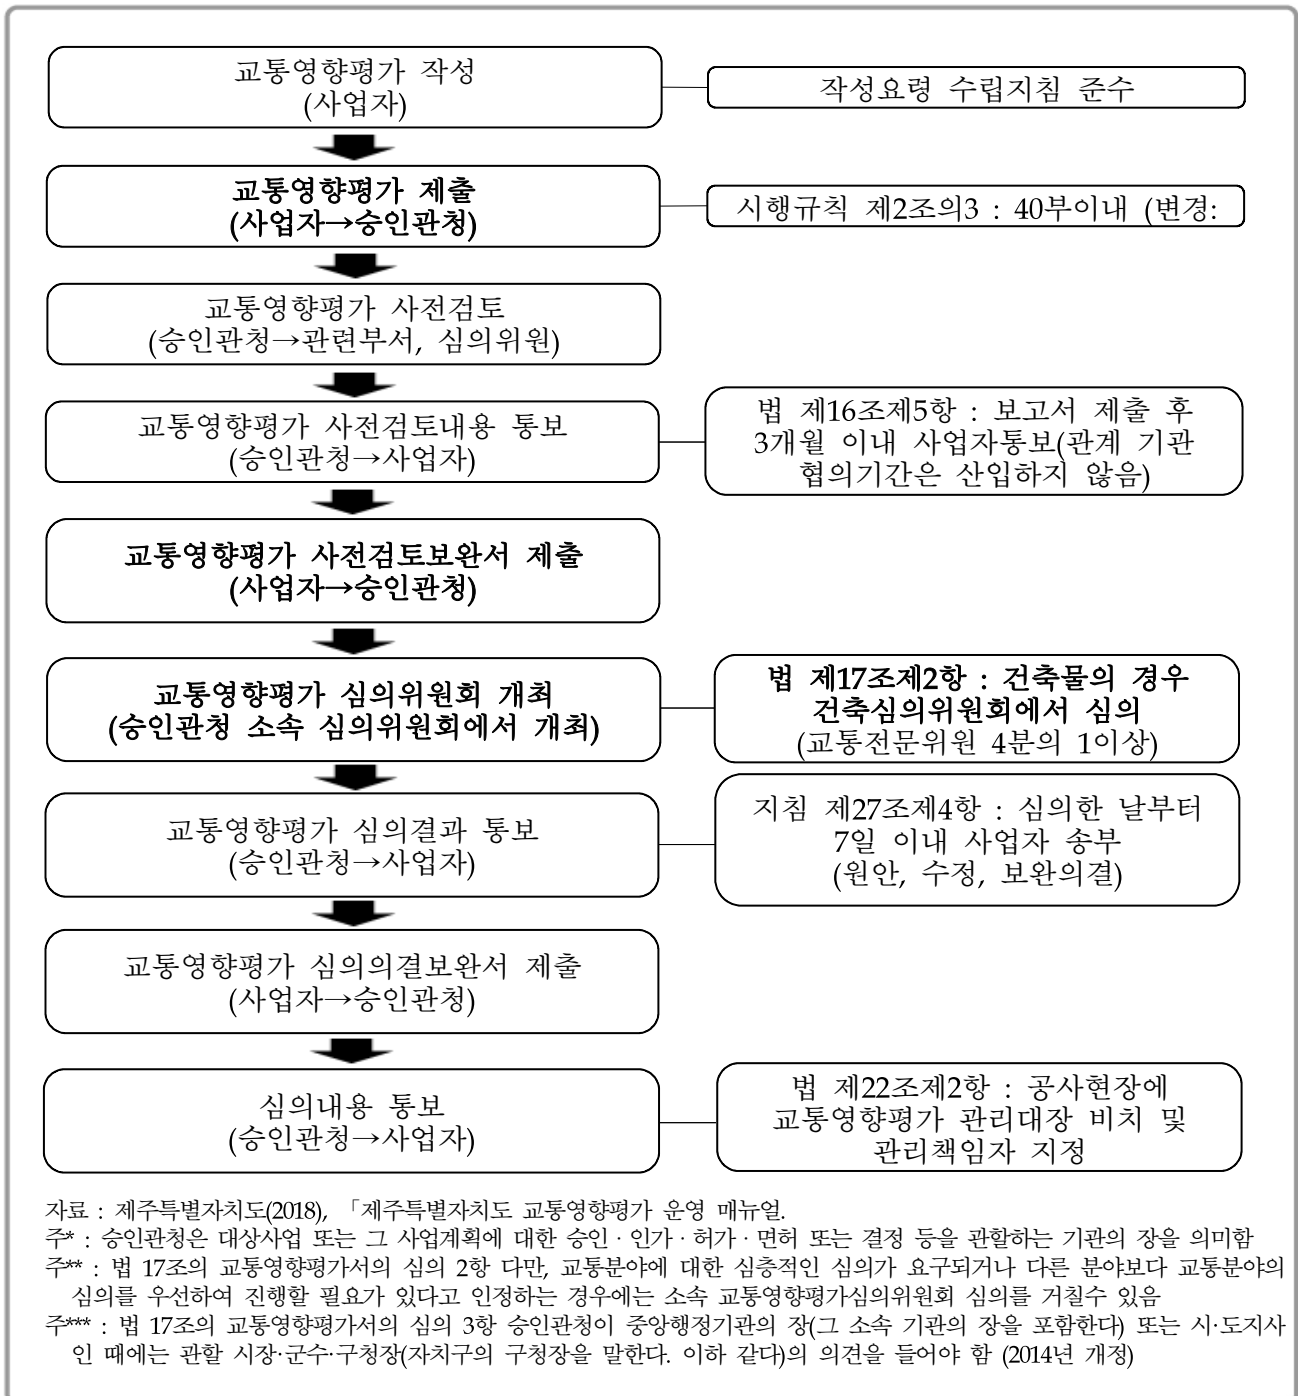 교통영향평가 작성
(사업자)
작성요령 수립지침 준수
교통영향평가 제출
(사업자→승인관청)
시행규칙 제2조의3 : 40부이내 (변경:
교통영향평가 사전검토
(승인관청→관련부서, 심의위원)
교통영향평가 사전검토내용 통보
(승인관청→사업자)
법 제16조제5항 : 보고서 제출 후
3개월 이내 사업자통보(관계 기관
협의기간은 산입하지 않음)
교통영향평가 사전검토보완서 제출
(사업자→승인관청)
교통영향평가 심의위원회 개최
(승인관청 소속 심의위원회에서 개최)
법 제17조제2항 : 건축물의 경우
건축심의위원회에서 심의
(교통전문위원 4분의 1이상)
교통영향평가 심의결과 통보
(승인관청→사업자)
지침 제27조제4항 : 심의한 날부터
7일 이내 사업자 송부
(원안, 수정, 보완의결)
교통영향평가 심의의결보완서 제출
(사업자→승인관청)
심의내용 통보
(승인관청→사업자)
법 제22조제2항 : 공사현장에
교통영향평가 관리대장 비치 및
관리책임자 지정
자료 : 제주특별자치도(2018), 「제주특별자치도 교통영향평가 운영 매뉴얼.
주* : 승인관청은 대상사업 또는 그 사업계획에 대한 승인·인가·허가·면허 또는 결정 등을 관할하는 기관의 장을 의미함
주** : 법 17조의 교통영향평가서의 심의 2항 다만, 교통분야에 대한 심층적인 심의가 요구되거나 다른 분야보다 교통분야의
심의를 우선하여 진행할 필요가 있다고 인정하는 경우에는 소속 교통영향평가심의위원회 심의를 거칠수 있음
주*** : 법 17조의 교통영향평가서의 심의 3항 승인관청이 중앙행정기관의 장(그 소속 기관의 장을 포함한다) 또는 시·도지사
인 때에는 관할 시장·군수·구청장(자치구의 구청장을 말한다. 이하 같다)의 의견을 들어야 함 (2014년 개정)